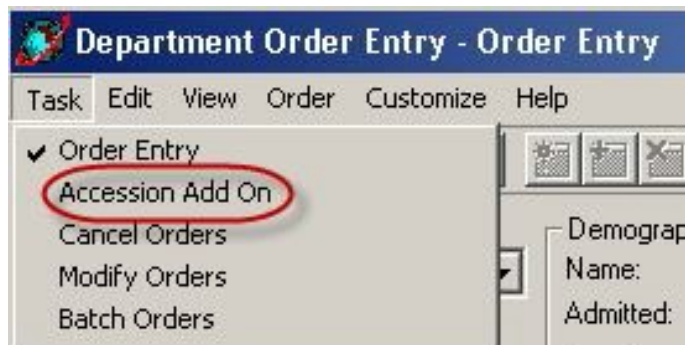 Department Order Entry - Order Entry
Task Edit View Order Customize Help
Order Entry
Accession Add On
Cancel Orders
Modify Orders
Batch Orders
Demograp
Name:
Admitted: